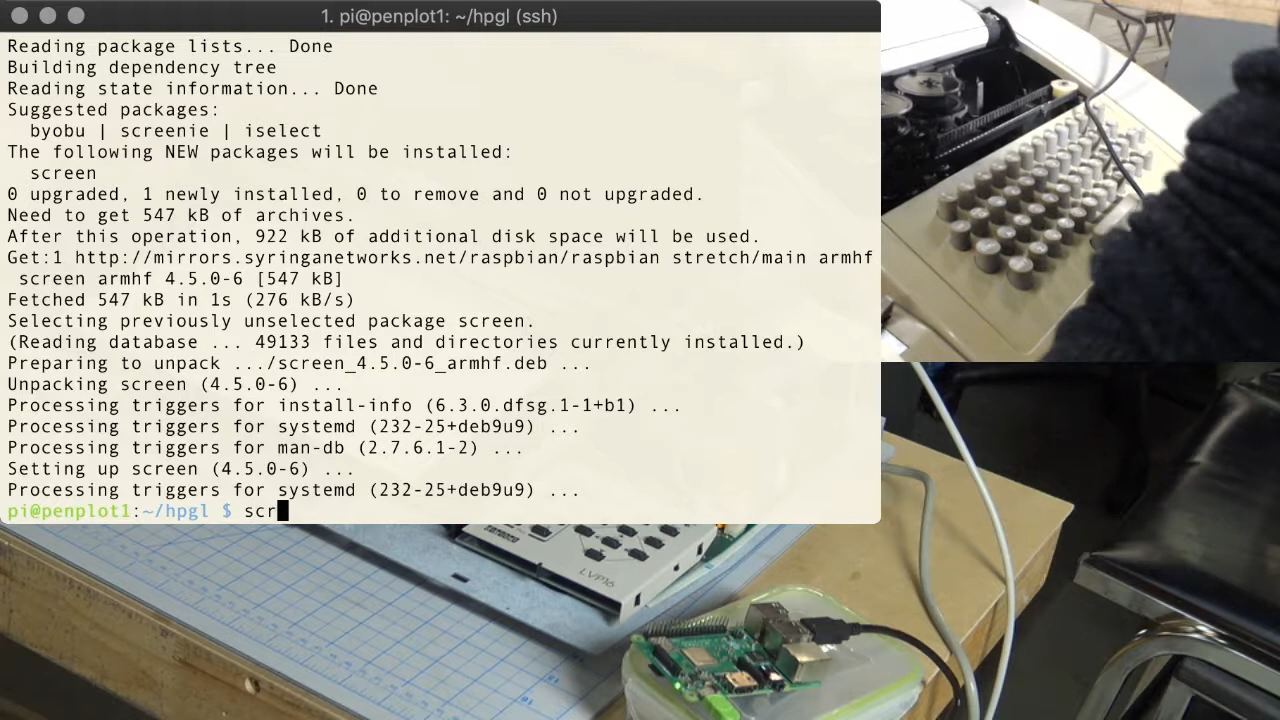 1. pi@penplot1: ~/hpgl (ssh)
Reading package lists... Done
Building dependency tree
Reading state information... Done
Suggested packages:
  byobu | screenie | iselect
The following NEW packages will be installed:
  screen
0 upgraded, 1 newly installed, 0 to remove and 0 not upgraded.
Need to get 547 kB of archives.
After this operation, 922 kB of additional disk space will be used.
Get:1 http://mirrors.syringanetworks.net/raspbian/raspbian stretch/main armhf
 screen armhf 4.5.0-6 [547 kB]
Fetched 547 kB in 1s (276 kB/s)
Selecting previously unselected package screen.
(Reading database ... 49133 files and directories currently installed.)
Preparing to unpack .../screen_4.5.0-6_armhf.deb ...
Unpacking screen (4.5.0-6) ...
Processing triggers for install-info (6.3.0.dfsg.1-1+b1) ...
Processing triggers for systemd (232-25+deb9u9) ...
Processing triggers for man-db (2.7.6.1-2) ...
Setting up screen (4.5.0-6) ...
Processing triggers for systemd (232-25+deb9u9) ...
pi@penplot1:~/hpgl $ scr
LVP16